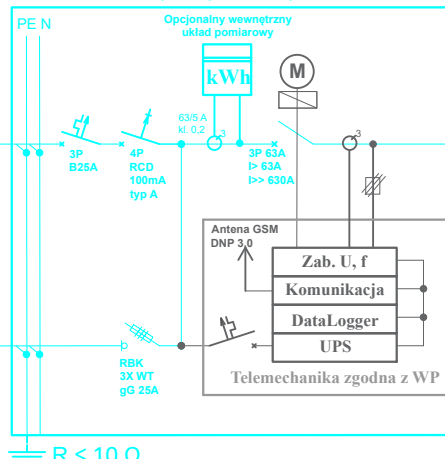 Opcjonalny wewnętrzny
układ pomiarowy
PE N
kWh
M
63/5 A
kl. 0.2
3
3
3P
B25A
4P
RCD
100mA
typ A
3P 63A
I> 63A
I>> 630A
Antena GSM
DNP 3.0
Zab. U, f
Komunikacja
DataLogger
UPS
RBK
3X WT
gG 25A
Telemechanika zgodna z WP
R < 10 Ω